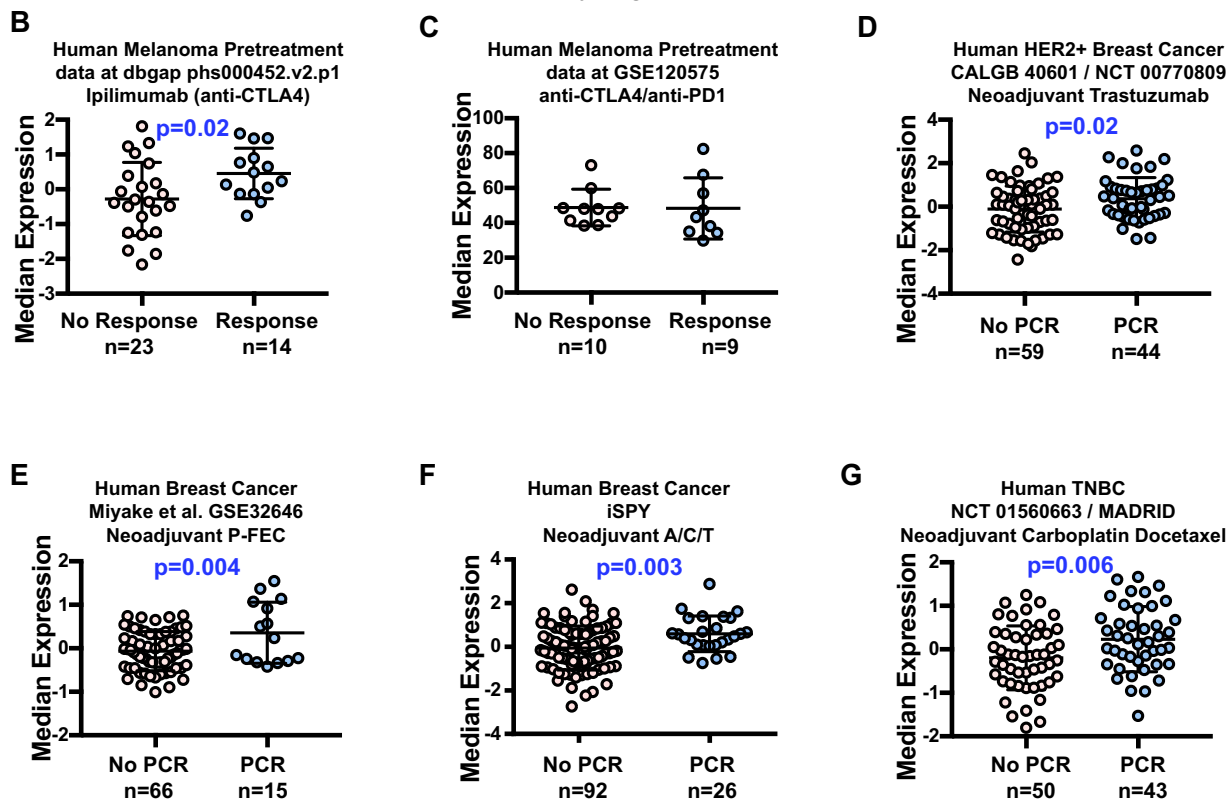 B
Human Melanoma Pretreatment
data at dbgap phs000452.v2.p1
Ipilimumab (anti-CTLA4)
p=0.02
Median Expression
2
1
0
-1
-2
-3
No Response
n=23
Response
n=14
C
Human Melanoma Pretreatment
data at GSE120575
anti-CTLA4/anti-PD1
Median Expression
100
80
60
40
20
0
No Response
n=10
Response
n=9
D
Human HER2+ Breast Cancer
CALGB 40601 / NCT 00770809
Neoadjuvant Trastuzumab
p=0.02
Median Expression
4
2
0
-2
-4
No PCR
n=59
PCR
n=44
E
Human Breast Cancer
Miyake et al. GSE32646
Neoadjuvant P-FEC
p=0.004
Median Expression
2
1
0
-1
-2
No PCR
n=66
PCR
n=15
F
Human Breast Cancer
iSPY
Neoadjuvant A/C/T
p=0.003
Median Expression
4
2
0
-2
-4
No PCR
n=92
PCR
n=26
G
Human TNBC
NCT 01560663 / MADRID
Neoadjuvant Carboplatin Docetaxel
p=0.006
Median Expression
2
1
0
-1
-2
No PCR
n=50
PCR
n=43